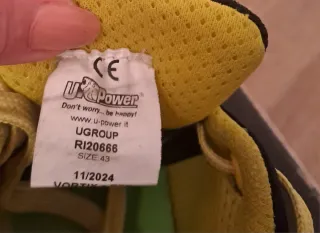 CE
U-Power
Don't worry... be happy!
www.u-power.it
UGROUP
RI20666
SIZE 43
11/2024